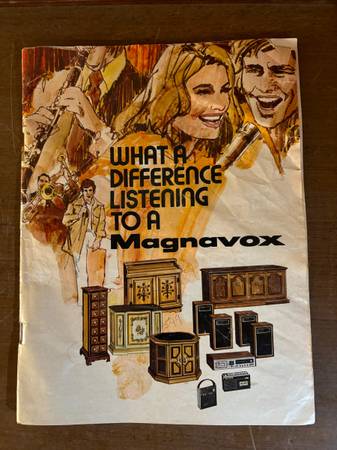 WHAT A
DIFFERENCE
LISTENING
TO A
Magnavox